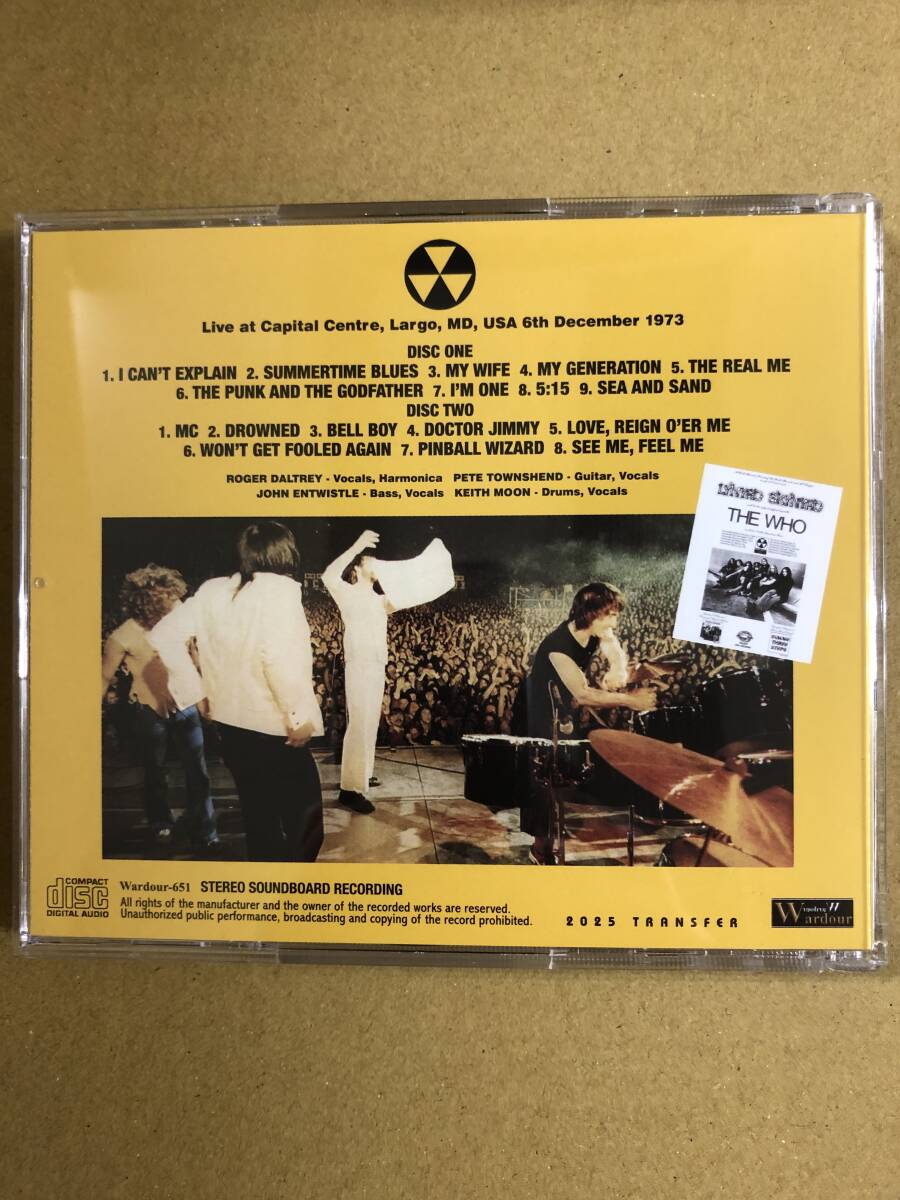 Live at Capital Centre, Largo, MD, USA 6th December 1973
DISC ONE
1. I CAN'T EXPLAIN 2. SUMMERTIME BLUES 3. MY WIFE 4. MY GENERATION 5. THE REAL ME
6. THE PUNK AND THE GODFATHER 7. I'M ONE 8. 5:15 9. SEA AND SAND
DISC TWO
1. MC 2. DROWNED 3. BELL BOY 4. DOCTOR JIMMY 5. LOVE, REIGN O'ER ME
6. WON'T GET FOOLED AGAIN 7. PINBALL WIZARD 8. SEE ME, FEEL ME
ROGER DALTREY - Vocals, Harmonica PETE TOWNSHEND - Guitar, Vocals
JOHN ENTWISTLE - Bass, Vocals KEITH MOON - Drums, Vocals
LYNYRD SKYNYRD
THE WHO
GIMME
THREE
STEPS
COMPACT
disc
DIGITAL AUDIO
Wardour-651 STEREO SOUNDBOARD RECORDING
All rights of the manufacturer and the owner of the recorded works are reserved.
Unauthorized public performance, broadcasting and copying of the record prohibited.
2025 TRANSFER
Wardour